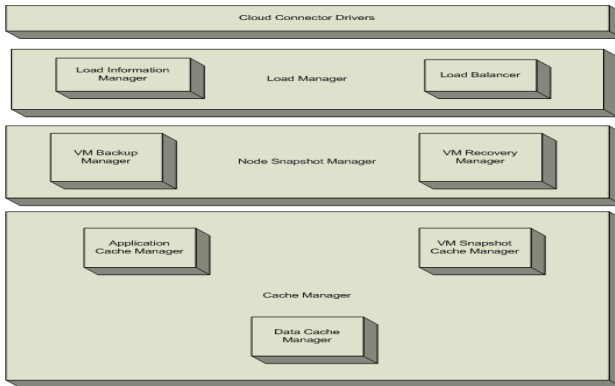 Cloud Connector Drivers
Load Information
Manager
Load Manager
Load Balancer
VM Backup
Manager
Node Snapshot Manager
VM Recovery
Manager
Application
Cache Manager
VM Snapshot
Cache Manager
Cache Manager
Data Cache
Manager